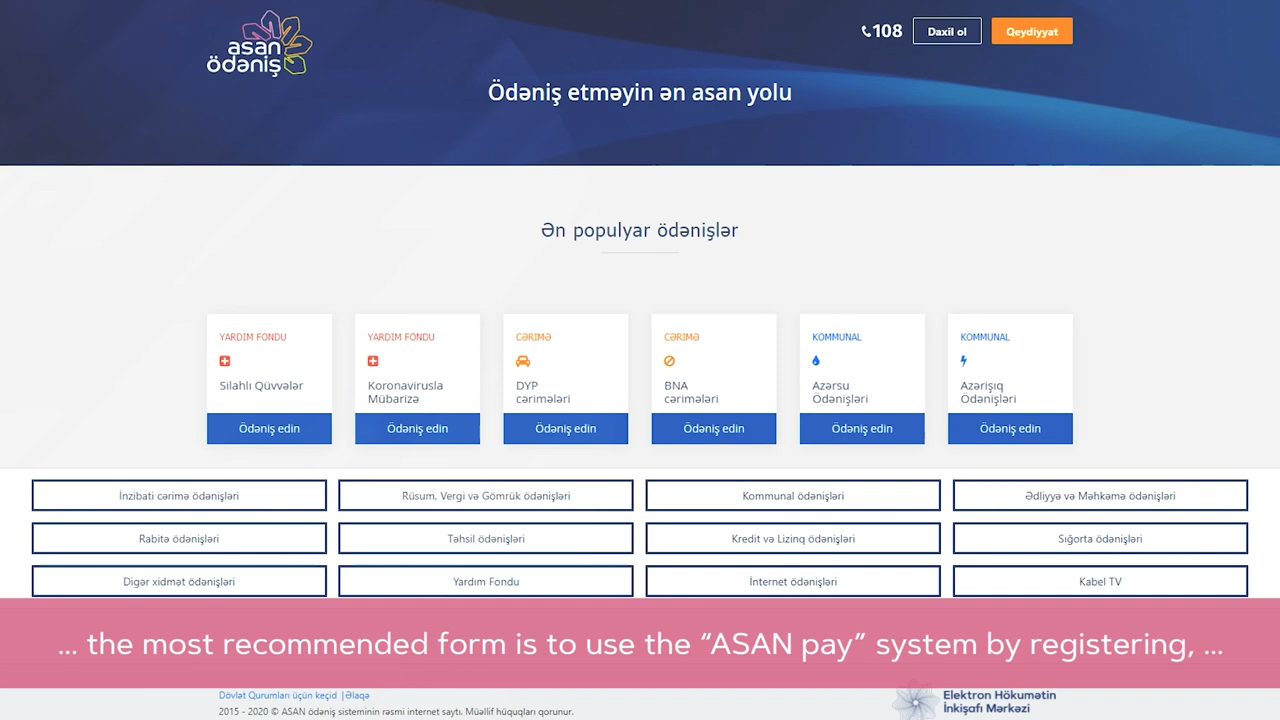 asan
ödəniş
108
Daxil ol
Qeydiyyat
Ödəniş etməyin ən asan yolu
Ən populyar ödənişlər
YARDIM FONDU
Silahlı Qüvvələr
Ödəniş edin
YARDIM FONDU
Koronavirusla
Mübarizə
Ödəniş edin
CƏRİMƏ
DYP
cərimələri
Ödəniş edin
CƏRİMƏ
BNA
cərimələri
Ödəniş edin
KOMMUNAL
Azərsu
Ödənişləri
Ödəniş edin
KOMMUNAL
Azərişıq
Ödənişləri
Ödəniş edin
İnzibati cərimə ödənişləri
Rüsum, Vergi və Gömrük ödənişləri
Kommunal ödənişləri
Ədliyyə və Məhkəmə ödənişləri
Rabitə ödənişləri
Təhsil ödənişləri
Kredit və Lizinq ödənişləri
Sığorta ödənişləri
Digər xidmət ödənişləri
Yardım Fondu
İnternet ödənişləri
Kabel TV
... the most recommended form is to use the “ASAN pay” system by registering, ...
Dövlət Qurumları üçün keçid |Əlaqə
2015 - 2020 © ASAN ödəniş sisteminin rəsmi internet saytı. Müəllif hüquqları qorunur.
Elektron Hökumətin
İnkişafı Mərkəzi